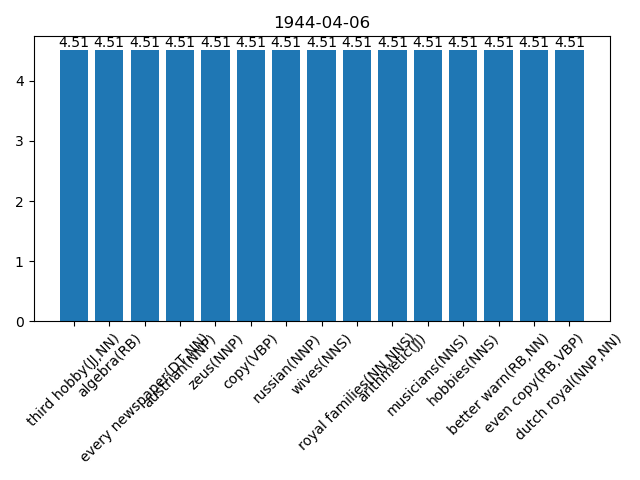 1944-04-06
4.51 4.51 4.51 4.51 4.51 4.51 4.51 4.51 4.51 4.51 4.51 4.51 4.51 4.51 4.51
4
3
2
1
0
third hobby(JJ,NN)
algebra(RB)
every newspaper(DT,NN)
austrian(NNP)
zeus(NNP)
copy(VBP)
russian(NNP)
wives(NNS)
royal families(NN,NNS)
arithmetic(JJ)
musicians(NNS)
hobbies(NNS)
better warn(RB,NN)
even copy(RB,VBP)
dutch royal(NNP,NN)